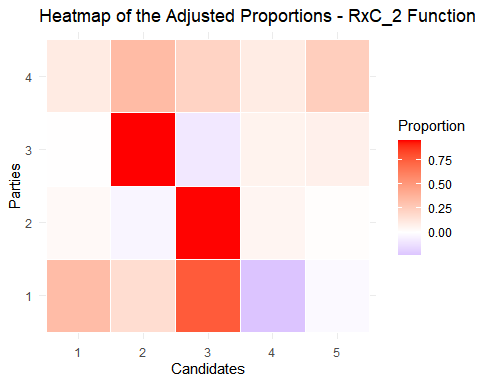 Heatmap of the Adjusted Proportions - RxC_2 Function
Parties
4
3
2
1
1 2 3 4 5
Candidates
Proportion
0.75
0.50
0.25
0.00